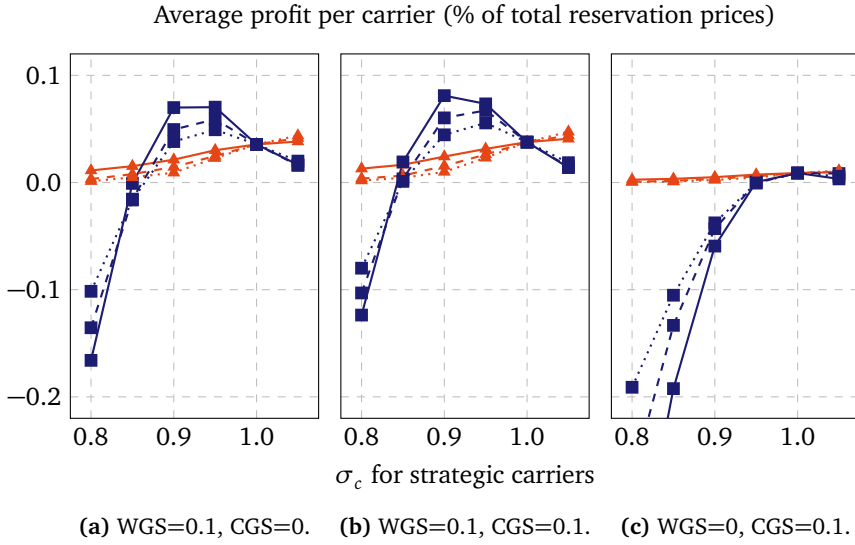 Average profit per carrier (% of total reservation prices)
0.1
0.0
−0.1
−0.2
0.8 0.9 1.0 0.8 0.9 1.0 0.8 0.9 1.0
σc for strategic carriers
(a) WGS=0.1, CGS=0. (b) WGS=0.1, CGS=0.1. (c) WGS=0, CGS=0.1.